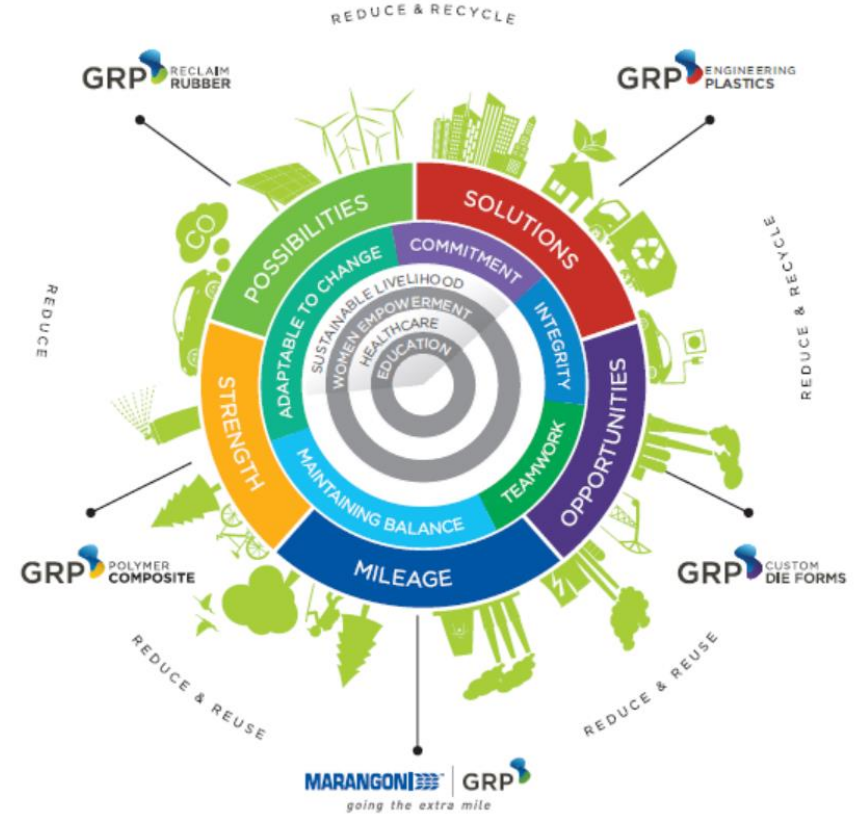 REDUCE & RECYCLE
GRP RECLAIM RUBBER
GRP ENGINEERING PLASTICS
CO
POSSIBILITIES
SOLUTIONS
ADAPTABLE TO CHANGE
COMMITMENT
SUSTAINABLE LIVELIHOOD
WOMEN EMPOWERMENT
HEALTHCARE
EDUCATION
INTEGRITY
REDUCE
REDUCE & RECYCLE
STRENGTH
OPPORTUNITIES
TEAMWORK
MAINTAINING BALANCE
MILEAGE
GRP POLYMER COMPOSITE
GRP CUSTOM DIE FORMS
REDUCE & REUSE
REDUCE & REUSE
MARANGONI GRP
going the extra mile